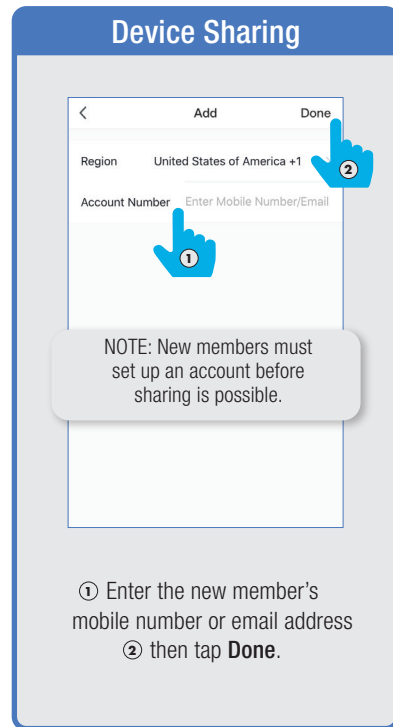 Device Sharing
< Add Done
Region United States of America +1
②
Account Number Enter Mobile Number/Email
①
NOTE: New members must
set up an account before
sharing is possible.
① Enter the new member's
mobile number or email address
② then tap Done.